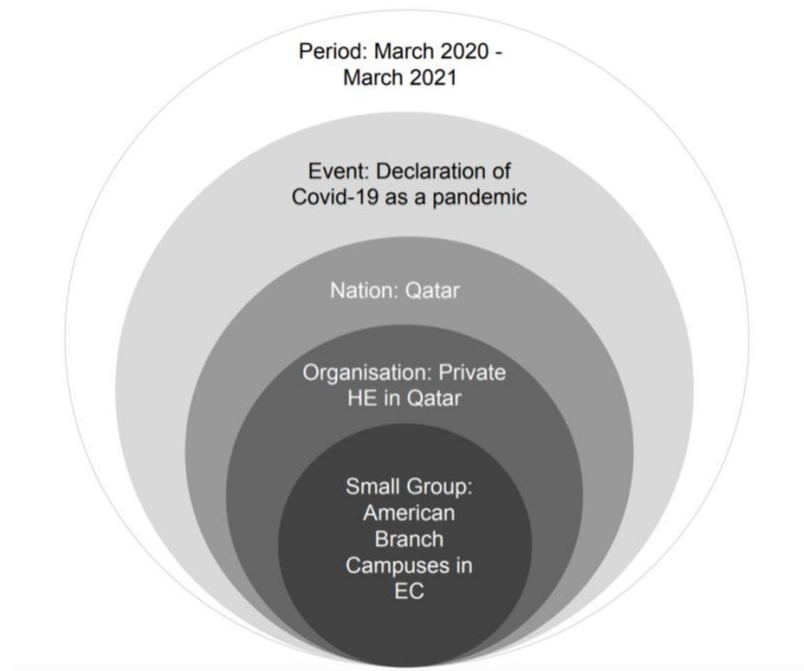 Period: March 2020 -
March 2021
Event: Declaration of
Covid-19 as a pandemic
Nation: Qatar
Organisation: Private
HE in Qatar
Small Group:
American
Branch
Campuses in
EC